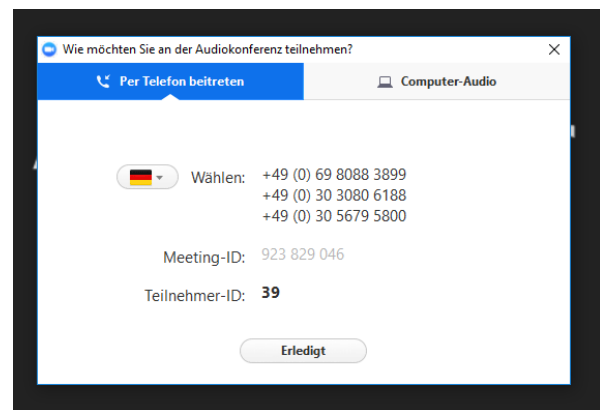 Wie möchten Sie an der Audiokonferenz teilnehmen?
Per Telefon beitreten
Computer-Audio
Wählen: +49 (0) 69 8088 3899
+49 (0) 30 3080 6188
+49 (0) 30 5679 5800
Meeting-ID: 923 829 046
Teilnehmer-ID: 39
Erledigt